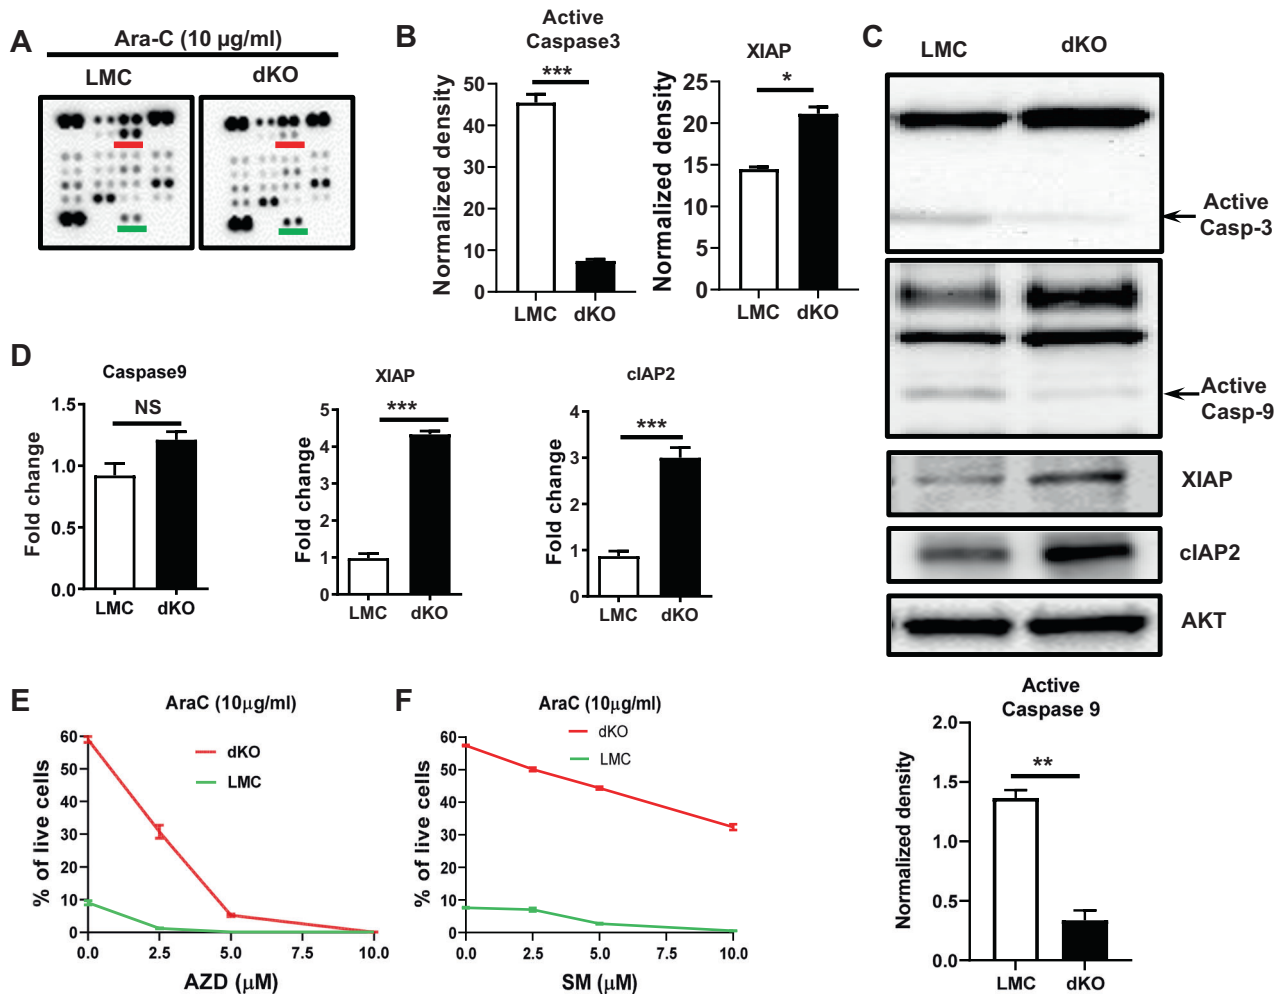 A
Ara-C (10 µg/ml)
LMC dKO
B
Active
Caspase3
***
Normalized density
50
40
30
20
10
0
LMC dKO
XIAP
*
Normalized density
25
20
15
10
5
0
LMC dKO
C
LMC dKO
Active
Casp-3
Active
Casp-9
XIAP
cIAP2
AKT
Active
Caspase 9
**
Normalized density
2.0
1.5
1.0
0.5
0.0
LMC dKO
D
Caspase9
NS
Fold change
1.5
1.0
0.5
0.0
LMC dKO
XIAP
***
Fold change
5
4
3
2
1
0
LMC dKO
cIAP2
***
Fold change
4
3
2
1
0
LMC dKO
E
AraC (10µg/ml)
dKO
LMC
% of live cells
60
50
40
30
20
10
0
0.0 2.5 5.0 7.5 10.0
AZD (µM)
F
AraC (10µg/ml)
dKO
LMC
% of live cells
60
50
40
30
20
10
0
0.0 2.5 5.0 7.5 10.0
SM (µM)